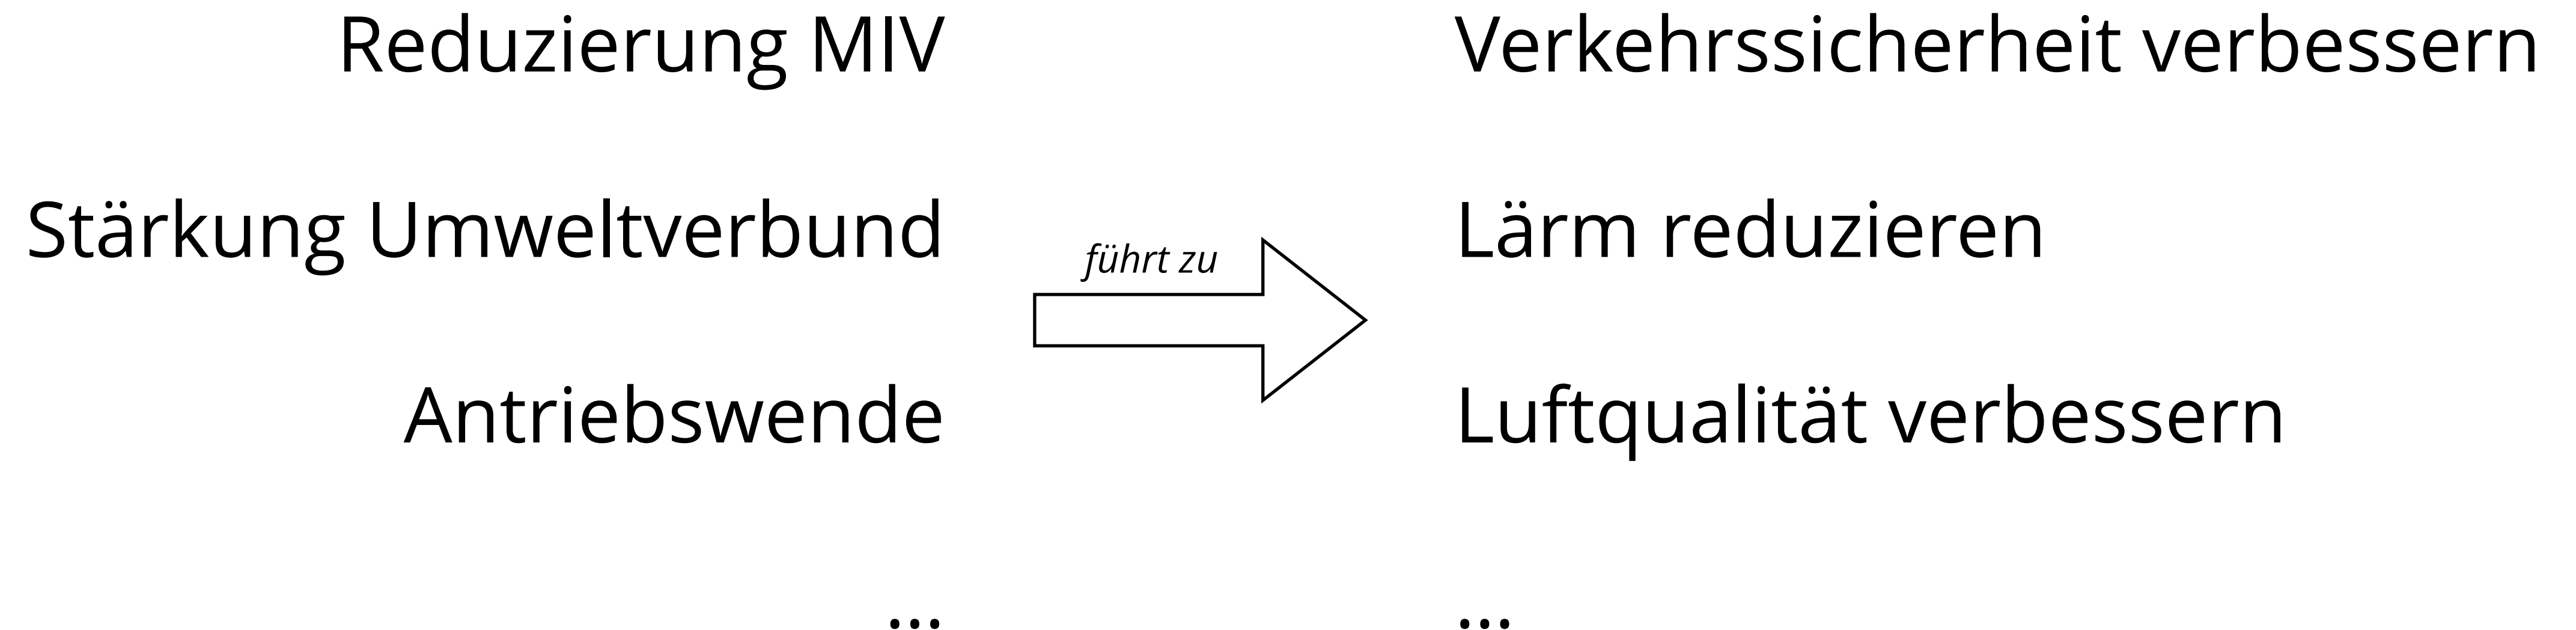 Reduzierung MIV
Stärkung Umweltverbund
Antriebswende
...
führt zu
Verkehrssicherheit verbessern
Lärm reduzieren
Luftqualität verbessern
...